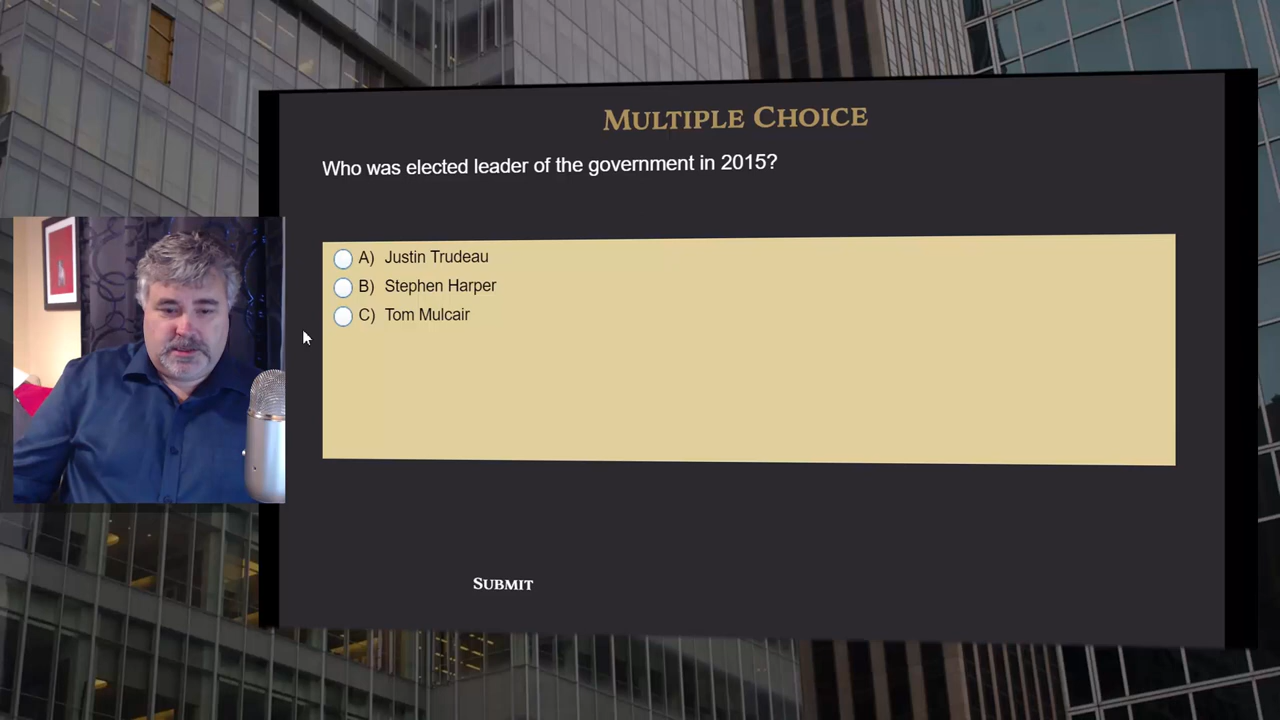 MULTIPLE CHOICE
Who was elected leader of the government in 2015?
A) Justin Trudeau
B) Stephen Harper
C) Tom Mulcair
SUBMIT